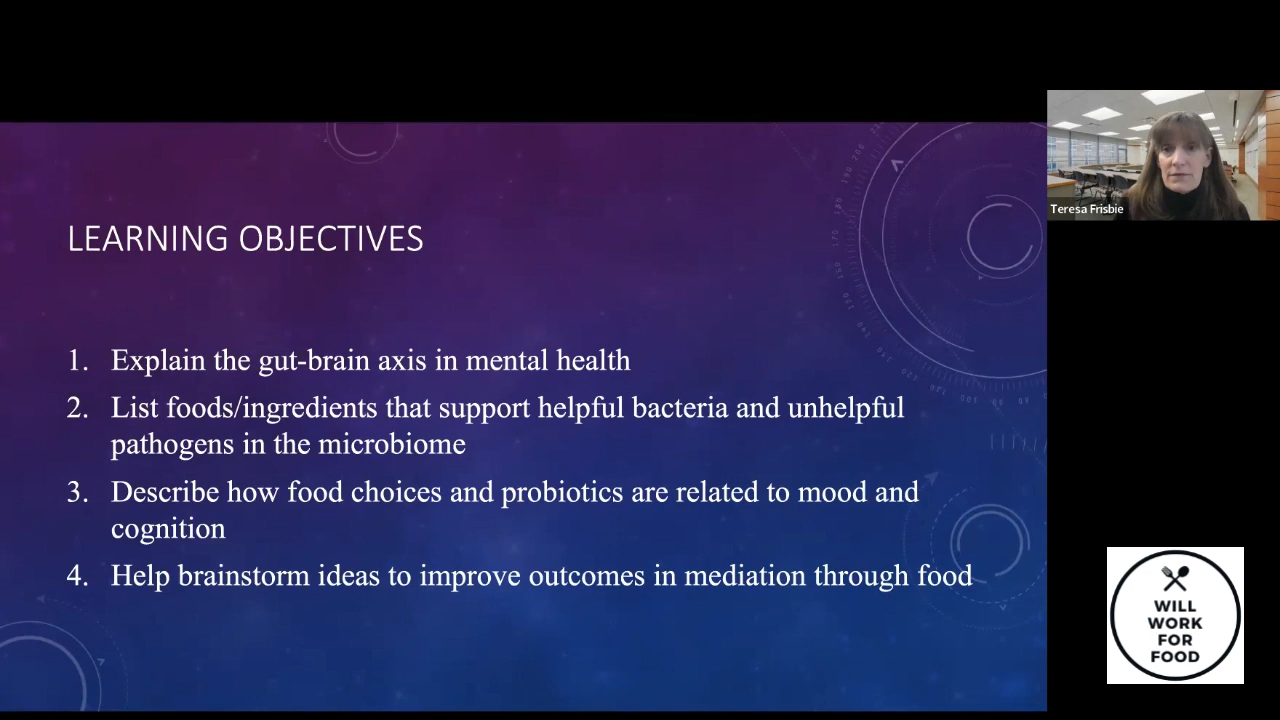 LEARNING OBJECTIVES
1. Explain the gut-brain axis in mental health
2. List foods/ingredients that support helpful bacteria and unhelpful
pathogens in the microbiome
3. Describe how food choices and probiotics are related to mood and
cognition
4. Help brainstorm ideas to improve outcomes in mediation through food
Teresa Frisbie
WILL
WORK
FOR
FOOD